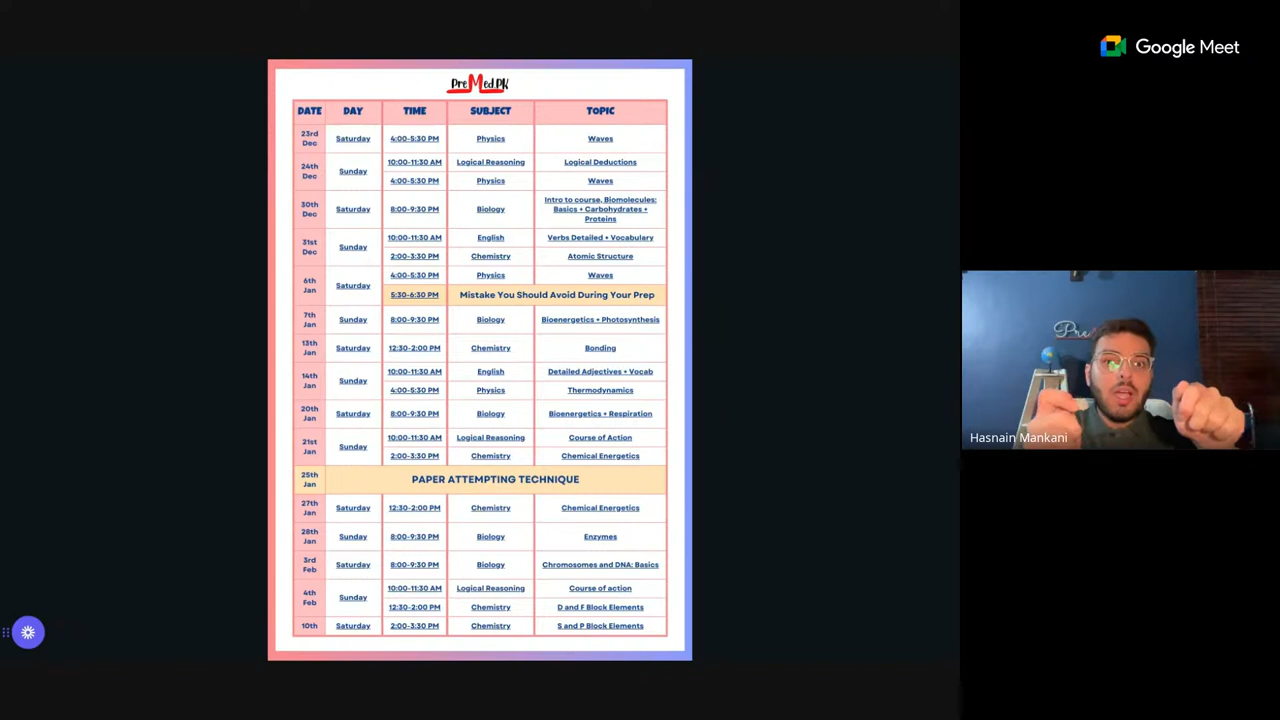 Google Meet
PreMed.PK
DATE DAY TIME SUBJECT TOPIC
23rd Dec Saturday 4:00-5:30 PM Physics Waves
24th Dec Sunday 10:00-11:30 AM Logical Reasoning Logical Deductions
4:00-5:30 PM Physics Waves
30th Dec Saturday 8:00-9:30 PM Biology Intro to course, Biomolecules:
Basics + Carbohydrates +
Proteins
31st Dec Sunday 10:00-11:30 AM English Verbs Detailed + Vocabulary
2:00-3:30 PM Chemistry Atomic Structure
6th Jan Saturday 4:00-5:30 PM Physics Waves
5:30-6:30 PM Mistake You Should Avoid During Your Prep
7th Jan Sunday 8:00-9:30 PM Biology Bioenergetics + Photosynthesis
13th Jan Saturday 12:30-2:00 PM Chemistry Bonding
14th Jan Sunday 10:00-11:30 AM English Detailed Adjectives + Vocab
4:00-5:30 PM Physics Thermodynamics
20th Jan Saturday 8:00-9:30 PM Biology Bioenergetics + Respiration
21st Jan Sunday 10:00-11:30 AM Logical Reasoning Course of Action
2:00-3:30 PM Chemistry Chemical Energetics
25th Jan PAPER ATTEMPTING TECHNIQUE
27th Jan Saturday 12:30-2:00 PM Chemistry Chemical Energetics
28th Jan Sunday 8:00-9:30 PM Biology Enzymes
3rd Feb Saturday 8:00-9:30 PM Biology Chromosomes and DNA: Basics
4th Feb Sunday 10:00-11:30 AM Logical Reasoning Course of action
12:30-2:00 PM Chemistry D and F Block Elements
10th Saturday 2:00-3:30 PM Chemistry S and P Block Elements
Pre
Hasnain Mankani